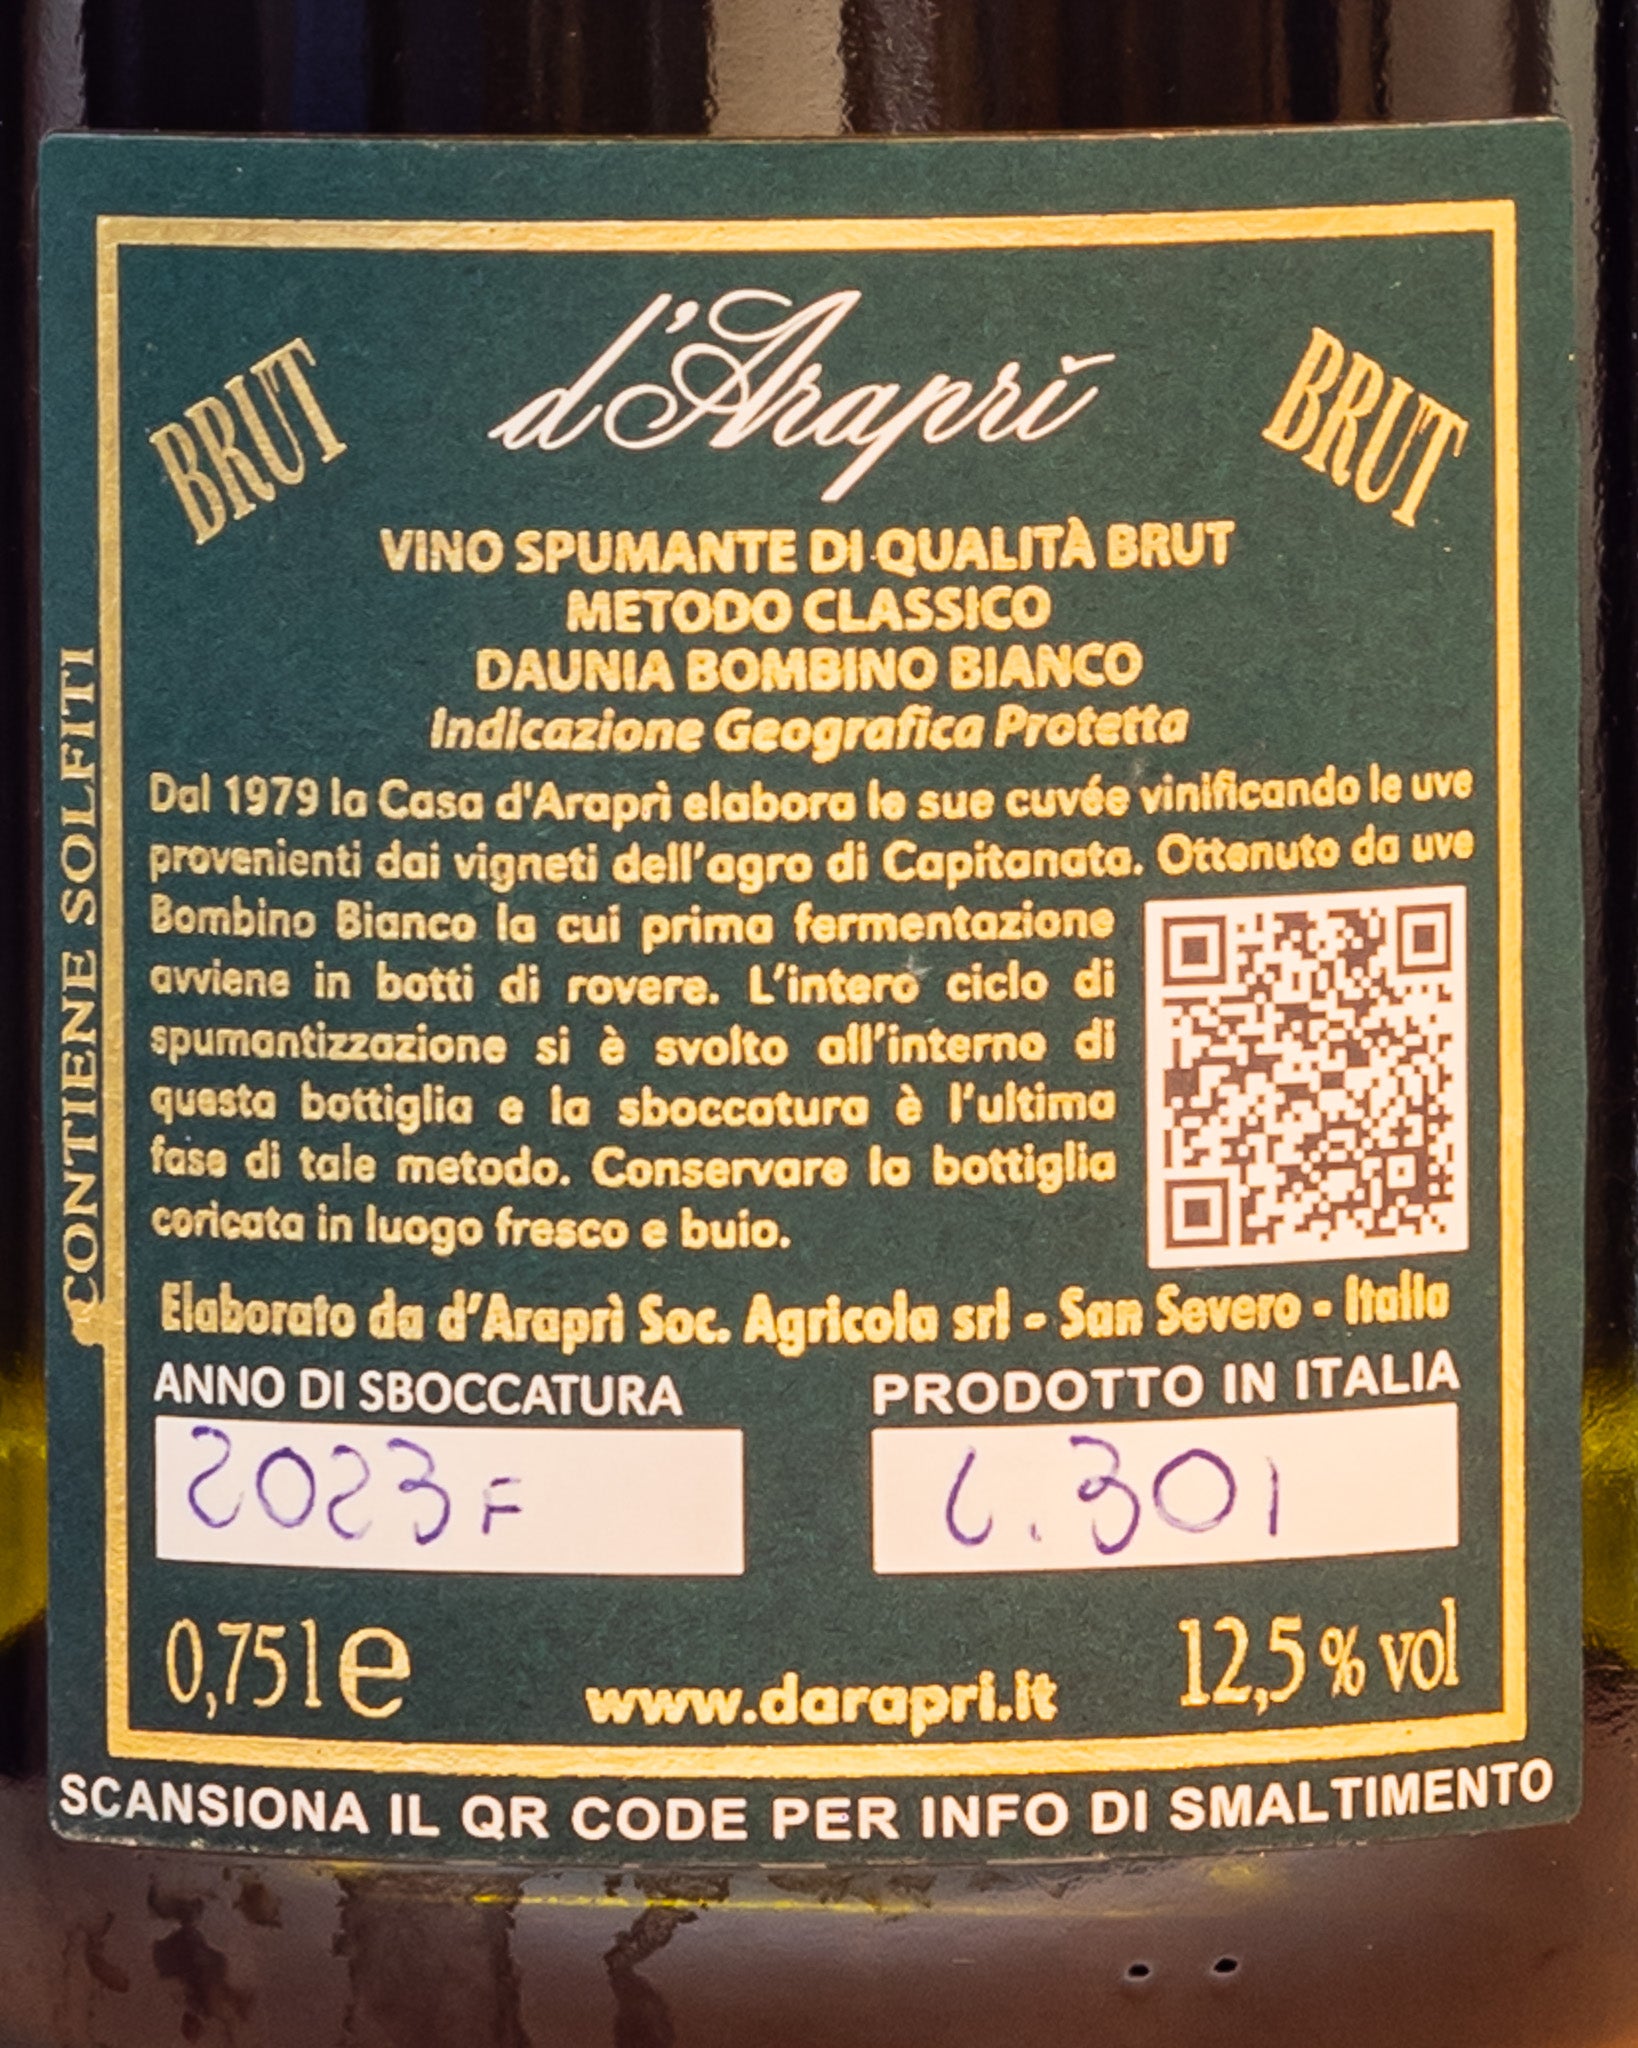 d'Araprì
BRUT
BRUT
VINO SPUMANTE DI QUALITÀ BRUT
METODO CLASSICO
DAUNIA BOMBINO BIANCO
Indicazione Geografica Protetta
CONTIENE SOLFITI
Dal 1979 la Casa d'Araprì elabora le sue cuvée vinificando le uve
provenienti dai vigneti dell'agro di Capitanata. Ottenuto da uve
Bombino Bianco la cui prima fermentazione
avviene in botti di rovere. L'intero ciclo di
spumantizzazione si è svolto all'interno di
questa bottiglia e la sboccatura è l'ultima
fase di tale metodo. Conservare la bottiglia
coricata in luogo fresco e buio.
Elaborato da d'Araprì Soc. Agricola srl - San Severo - Italia
ANNO DI SBOCCATURA
PRODOTTO IN ITALIA
2023 F
L.301
0,75 l e
www.darapri.it
12,5 % vol
SCANSIONA IL QR CODE PER INFO DI SMALTIMENTO